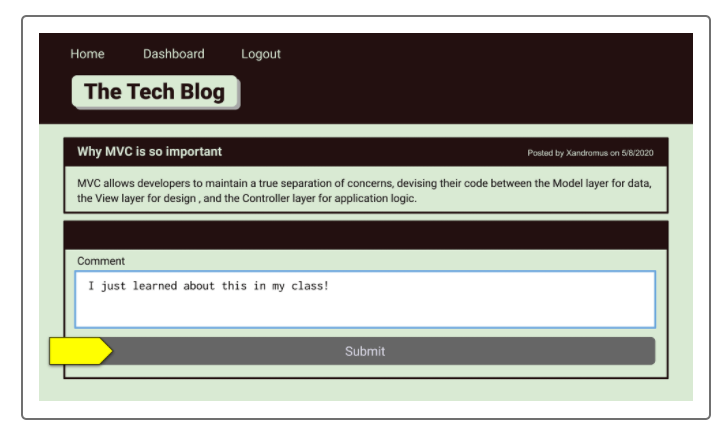 Home Dashboard Logout
The Tech Blog
Why MVC is so important Posted by Xandromus on 5/8/2020
MVC allows developers to maintain a true separation of concerns, devising their code between the Model layer for data,
the View layer for design , and the Controller layer for application logic.
Comment
I just learned about this in my class!
Submit